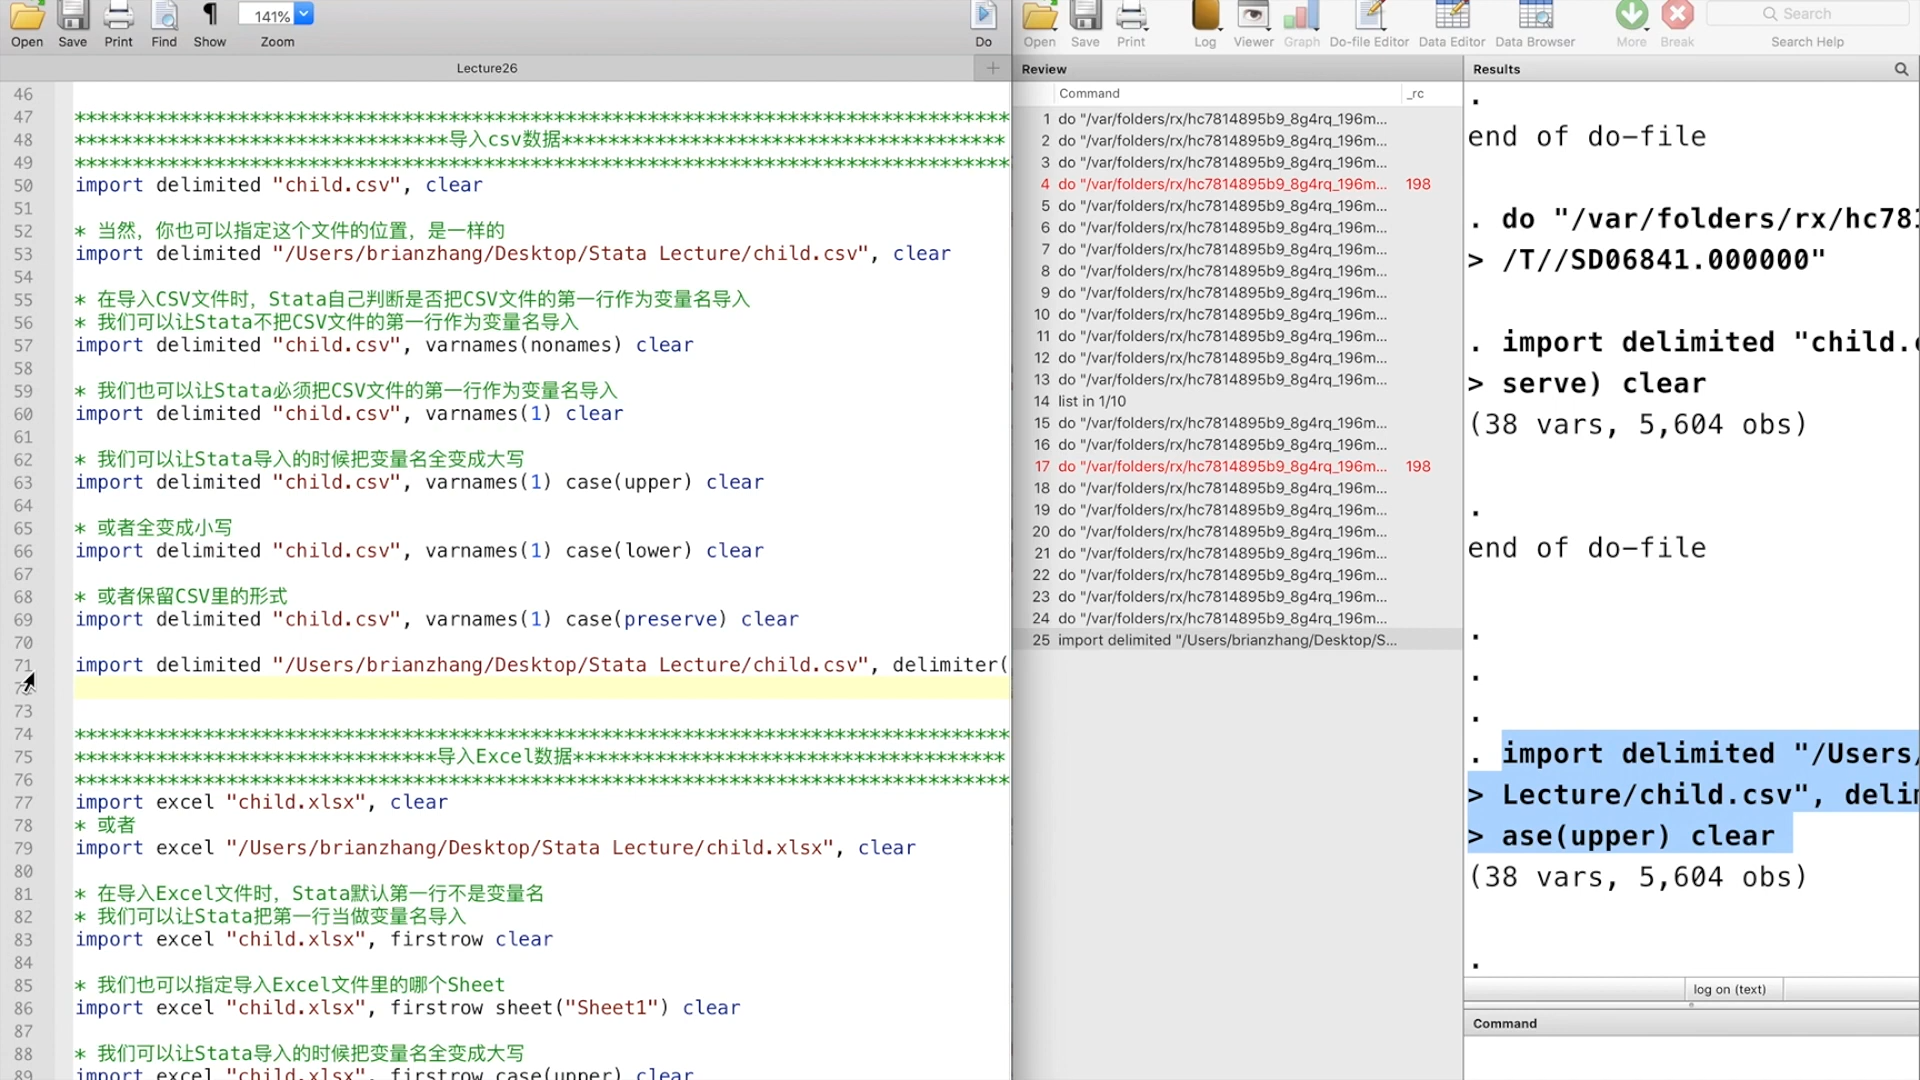 Open Save Print Find Show 141% Zoom Do
Lecture26
46
47 ********************************************************************************
48 ********************************导入csv数据**************************************
49 ********************************************************************************
50 import delimited "child.csv", clear
51
52 * 当然，你也可以指定这个文件的位置，是一样的
53 import delimited "/Users/brianzhang/Desktop/Stata Lecture/child.csv", clear
54
55 * 在导入CSV文件时，Stata自己判断是否把CSV文件的第一行作为变量名导入
56 * 我们可以让Stata不把CSV文件的第一行作为变量名导入
57 import delimited "child.csv", varnames(nonames) clear
58
59 * 我们也可以让Stata必须把CSV文件的第一行作为变量名导入
60 import delimited "child.csv", varnames(1) clear
61
62 * 我们可以让Stata导入的时候把变量名全变成大写
63 import delimited "child.csv", varnames(1) case(upper) clear
64
65 * 或者全变成小写
66 import delimited "child.csv", varnames(1) case(lower) clear
67
68 * 或者保留CSV里的形式
69 import delimited "child.csv", varnames(1) case(preserve) clear
70
71 import delimited "/Users/brianzhang/Desktop/Stata Lecture/child.csv", delimiter(
73
74 ********************************************************************************
75 *******************************导入Excel数据*************************************
76 ********************************************************************************
77 import excel "child.xlsx", clear
78 * 或者
79 import excel "/Users/brianzhang/Desktop/Stata Lecture/child.xlsx", clear
80
81 * 在导入Excel文件时，Stata默认第一行不是变量名
82 * 我们可以让Stata把第一行当做变量名导入
83 import excel "child.xlsx", firstrow clear
84
85 * 我们也可以指定导入Excel文件里的哪个Sheet
86 import excel "child.xlsx", firstrow sheet("Sheet1") clear
87
88 * 我们可以让Stata导入的时候把变量名全变成大写
89 import excel "child.xlsx", firstrow case(upper) clear
Open Save Print Log Viewer Graph Do-file Editor Data Editor Data Browser More Break Search Search Help
Review
Command _rc
1 do "/var/folders/rx/hc7814895b9_8g4rq_196m...
2 do "/var/folders/rx/hc7814895b9_8g4rq_196m...
3 do "/var/folders/rx/hc7814895b9_8g4rq_196m...
4 do "/var/folders/rx/hc7814895b9_8g4rq_196m... 198
5 do "/var/folders/rx/hc7814895b9_8g4rq_196m...
6 do "/var/folders/rx/hc7814895b9_8g4rq_196m...
7 do "/var/folders/rx/hc7814895b9_8g4rq_196m...
8 do "/var/folders/rx/hc7814895b9_8g4rq_196m...
9 do "/var/folders/rx/hc7814895b9_8g4rq_196m...
10 do "/var/folders/rx/hc7814895b9_8g4rq_196m...
11 do "/var/folders/rx/hc7814895b9_8g4rq_196m...
12 do "/var/folders/rx/hc7814895b9_8g4rq_196m...
13 do "/var/folders/rx/hc7814895b9_8g4rq_196m...
14 list in 1/10
15 do "/var/folders/rx/hc7814895b9_8g4rq_196m...
16 do "/var/folders/rx/hc7814895b9_8g4rq_196m...
17 do "/var/folders/rx/hc7814895b9_8g4rq_196m... 198
18 do "/var/folders/rx/hc7814895b9_8g4rq_196m...
19 do "/var/folders/rx/hc7814895b9_8g4rq_196m...
20 do "/var/folders/rx/hc7814895b9_8g4rq_196m...
21 do "/var/folders/rx/hc7814895b9_8g4rq_196m...
22 do "/var/folders/rx/hc7814895b9_8g4rq_196m...
23 do "/var/folders/rx/hc7814895b9_8g4rq_196m...
24 do "/var/folders/rx/hc7814895b9_8g4rq_196m...
25 import delimited "/Users/brianzhang/Desktop/S...
Results
.
end of do-file
. do "/var/folders/rx/hc781
> /T//SD06841.000000"
. import delimited "child.c
> serve) clear
(38 vars, 5,604 obs)
.
end of do-file
.
.
.
. import delimited "/Users/
> Lecture/child.csv", delim
> ase(upper) clear
(38 vars, 5,604 obs)
.
log on (text)
Command